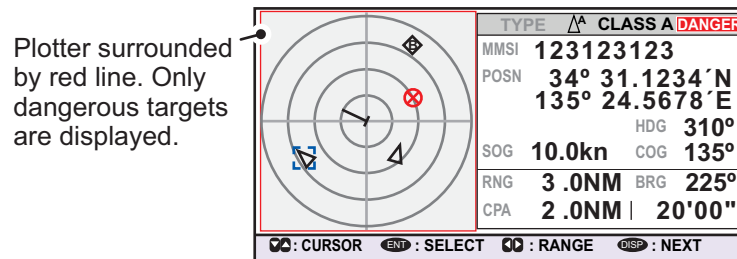 Plotter surrounded
by red line. Only
dangerous targets
are displayed.
B
TYPE A CLASS A DANGER
MMSI 123123123
POSN 34º 31.1234´N
135º 24.5678´E
HDG 310º
SOG 10.0kn COG 135º
RNG 3 .0NM BRG 225º
CPA 2 .0NM 20'00"
: CURSOR ENT : SELECT : RANGE DISP : NEXT